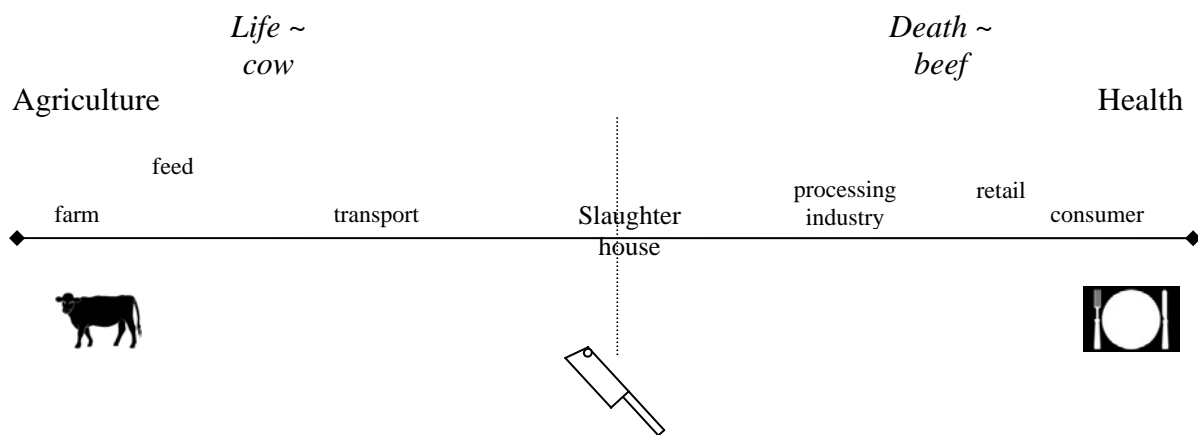 Life ~
cow
Death ~
beef
Agriculture
Health
feed
farm
transport
Slaughter
house
processing
industry
retail
consumer